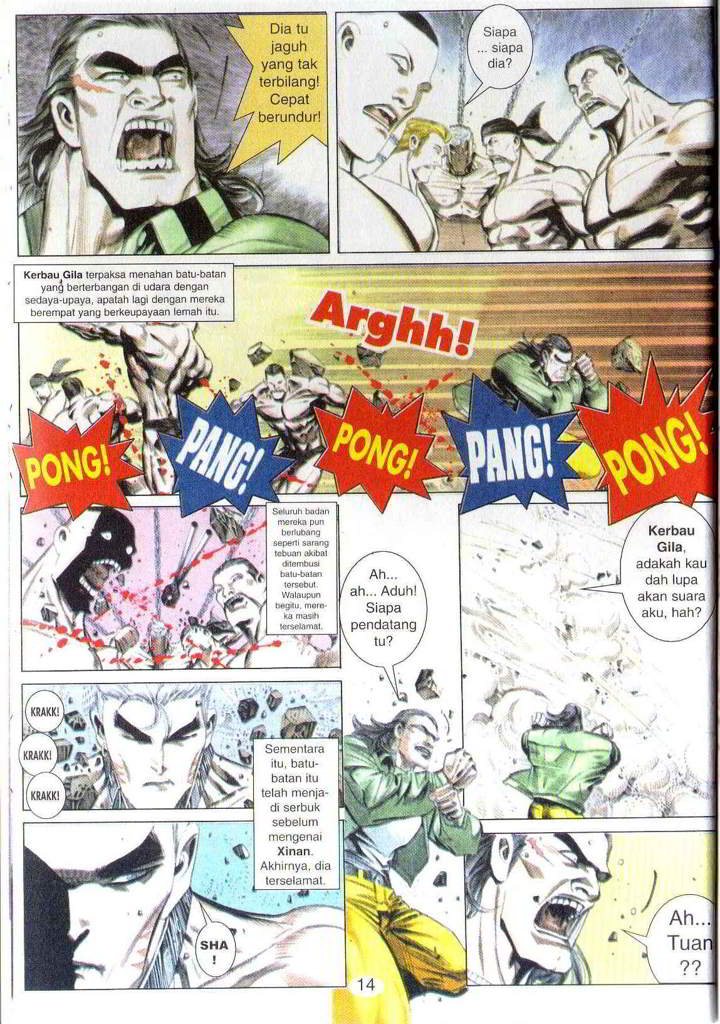 Dia tu
jaguh
yang tak
terbilang!
Cepat
berundur!
Siapa
... siapa
dia?
Kerbau Gila terpaksa menahan batu-batan
yang berterbangan di udara dengan
sedaya-upaya, apatah lagi dengan mereka
berempat yang berkeupayaan lemah itu.
Arghh!
PONG!
PANG!
PONG!
PANG!
PONG!
Seluruh badan
mereka pun
berlubang
seperti sarang
tebuan akibat
ditembusi
batu-batan
tersebut.
Walaupun
begitu, mere-
ka masih
terselamat.
Ah...
ah... Aduh!
Siapa
pendatang
tu?
Kerbau
Gila,
adakah kau
dah lupa
akan suara
aku, hah?
KRAKK!
KRAKK!
KRAKK!
Sementara
itu, batu-
batan itu
telah menja-
di serbuk
sebelum
mengenai
Xinan.
Akhirnya, dia
terselamat.
SHA
!
Ah...
Tuan
??
14